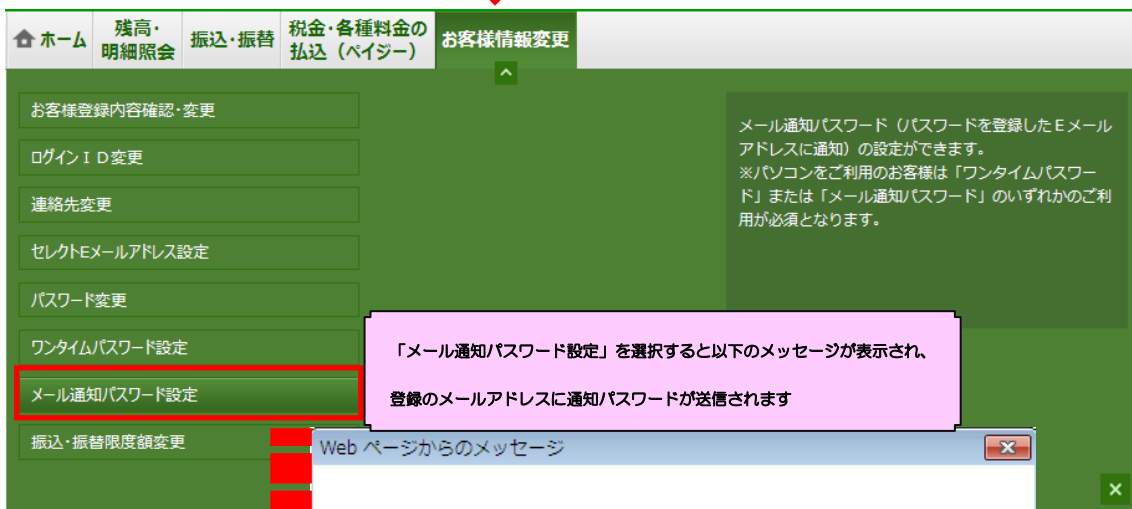 ホーム
残高・
明細照会
振込・振替
税金・各種料金の
払込（ペイジー）
お客様情報変更
お客様登録内容確認・変更
ログインＩＤ変更
連絡先変更
セレクトEメールアドレス設定
パスワード変更
ワンタイムパスワード設定
メール通知パスワード設定
振込・振替限度額変更
メール通知パスワード（パスワードを登録したＥメール
アドレスに通知）の設定ができます。
※パソコンをご利用のお客様は「ワンタイムパスワー
ド」または「メール通知パスワード」のいずれかのご利
用が必須となります。
「メール通知パスワード設定」を選択すると以下のメッセージが表示され、
登録のメールアドレスに通知パスワードが送信されます
Web ページからのメッセージ